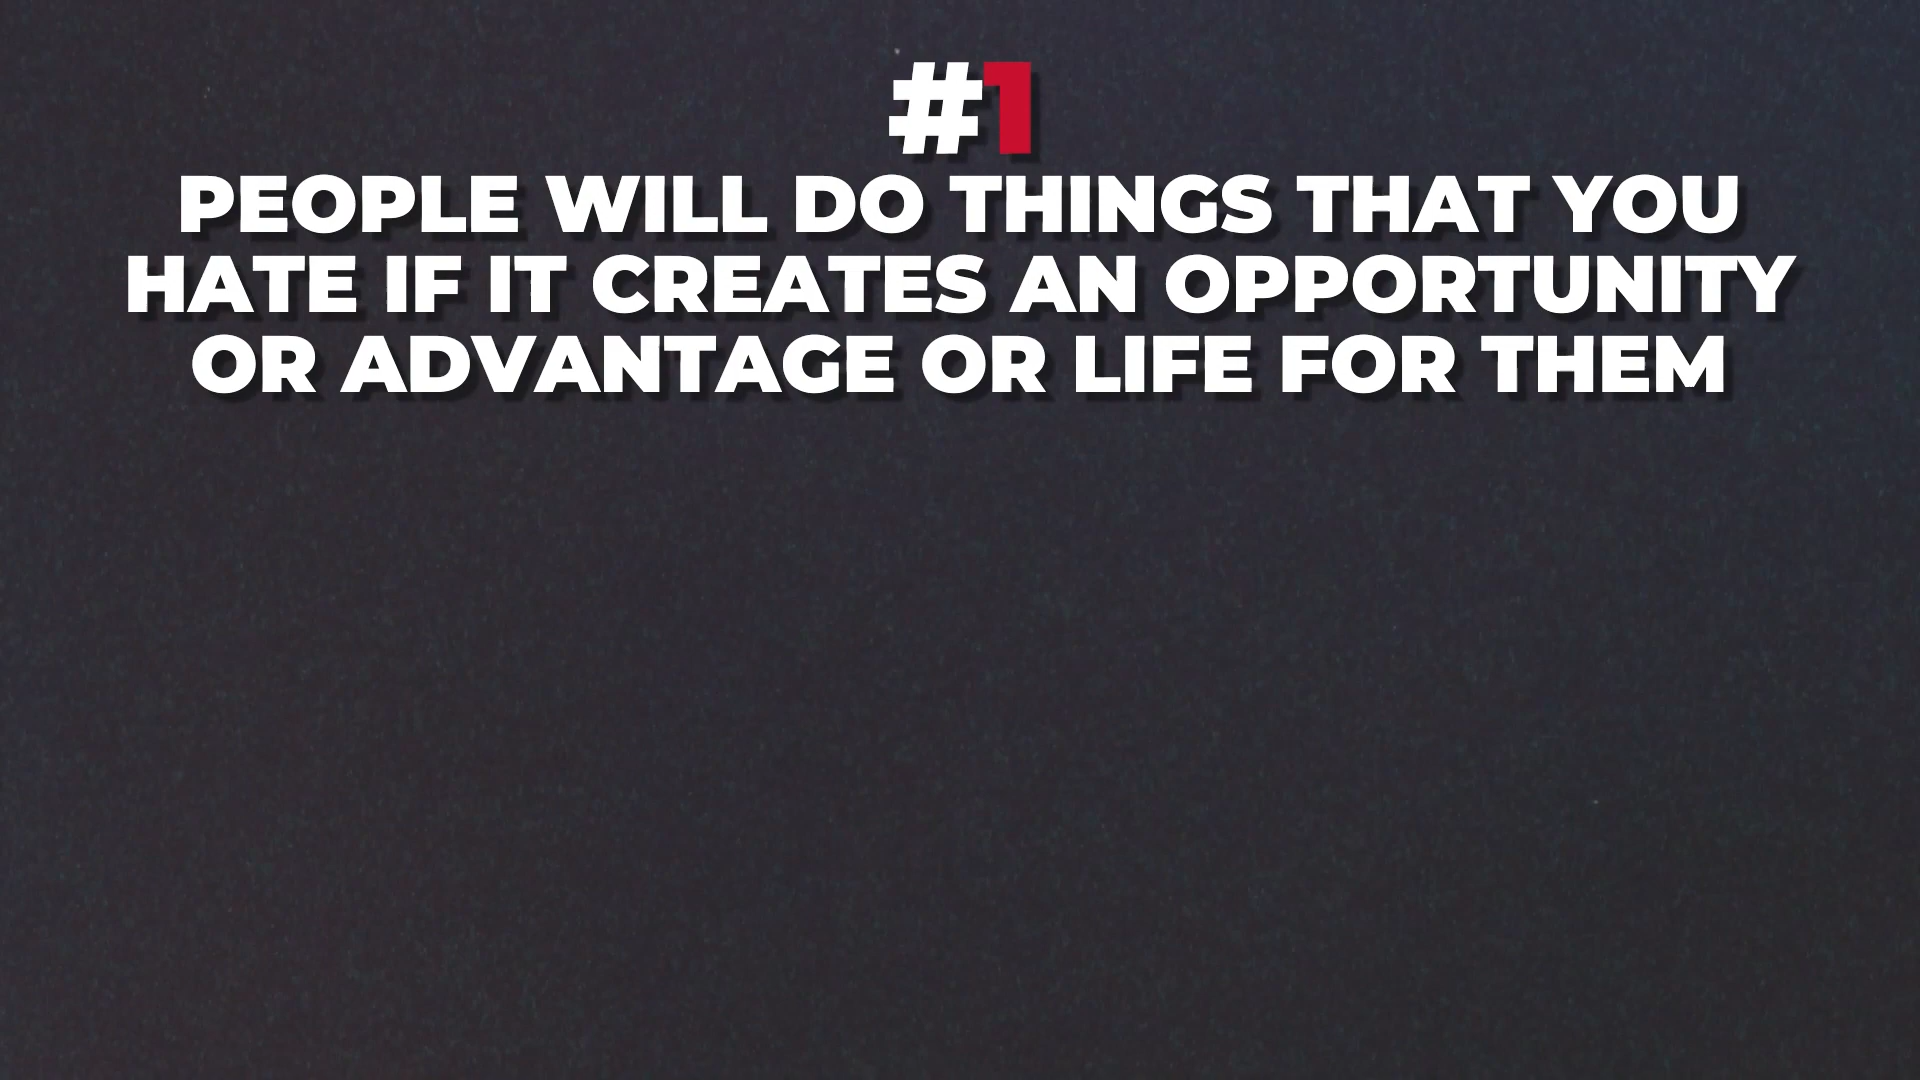 #1
PEOPLE WILL DO THINGS THAT YOU
HATE IF IT CREATES AN OPPORTUNITY
OR ADVANTAGE OR LIFE FOR THEM